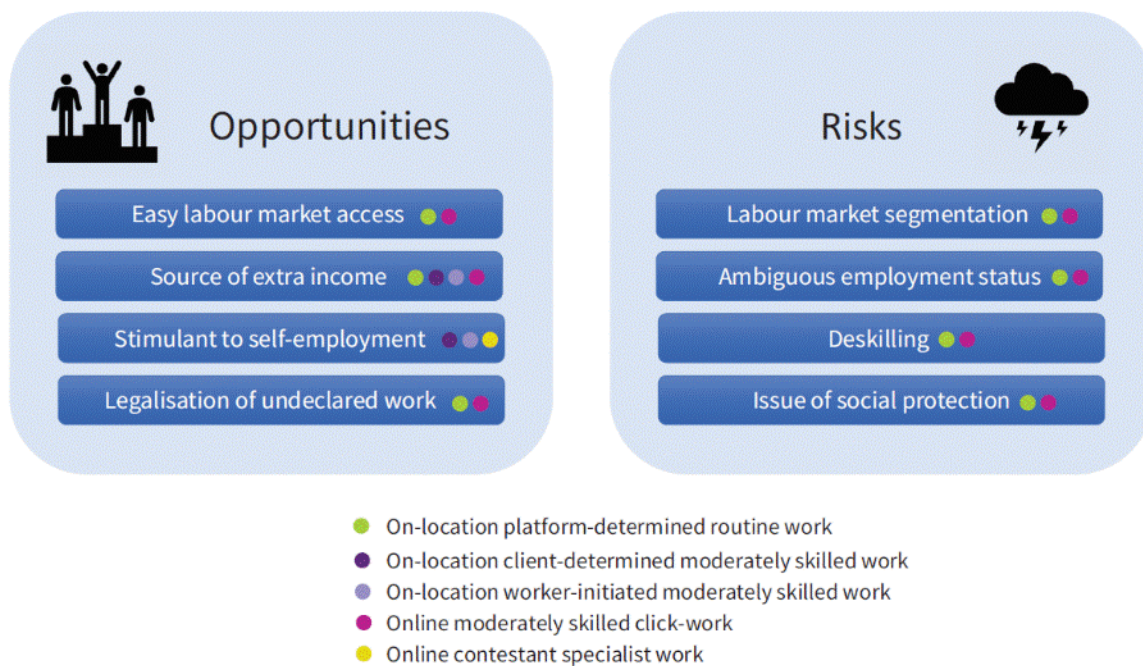 Opportunities
Easy labour market access
Source of extra income
Stimulant to self-employment
Legalisation of undeclared work
Risks
Labour market segmentation
Ambiguous employment status
Deskilling
Issue of social protection
On-location platform-determined routine work
On-location client-determined moderately skilled work
On-location worker-initiated moderately skilled work
Online moderately skilled click-work
Online contestant specialist work